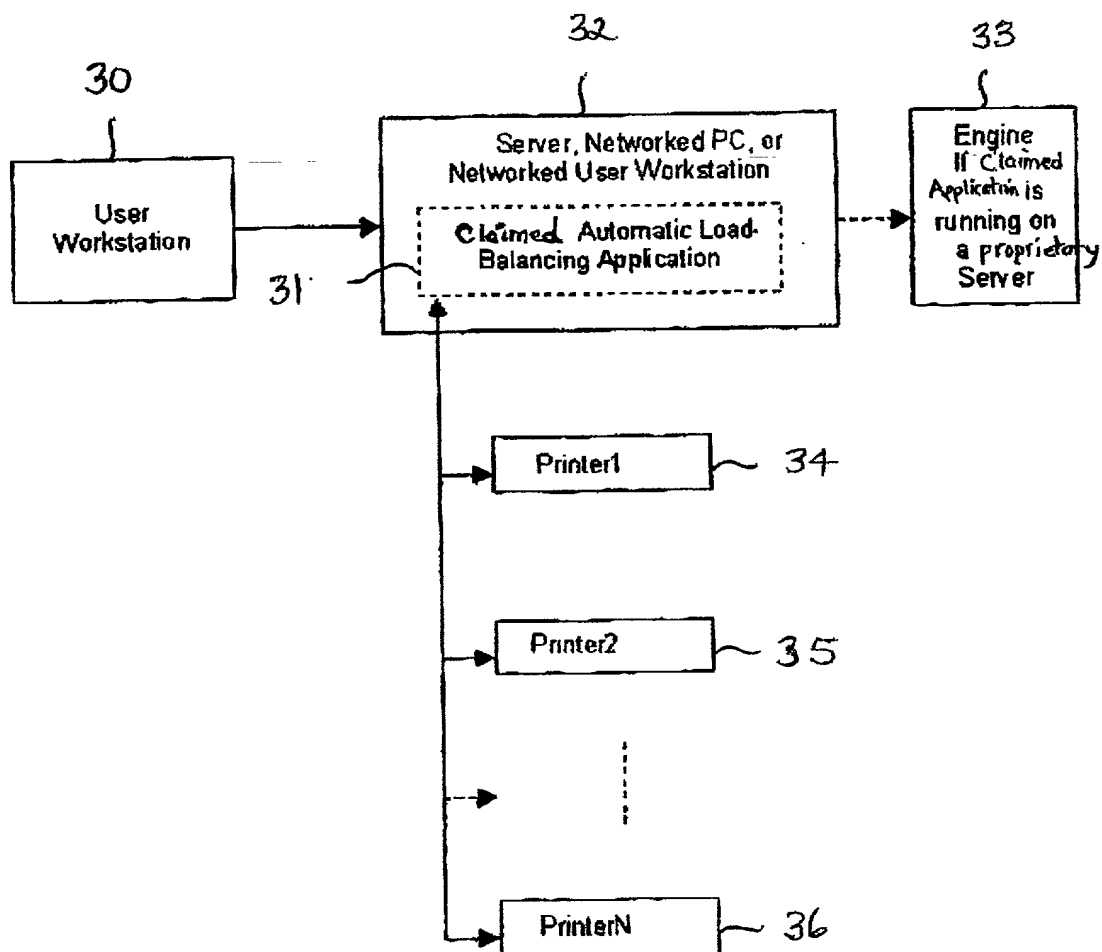 32
33
30
User
Workstation
Server, Networked PC, or
Networked User Workstation
Claimed Automatic Load-
Balancing Application
31
Engine
If Claimed
Application is
running on
a proprietory
Server
Printer1
34
Printer2
35
PrinterN
36